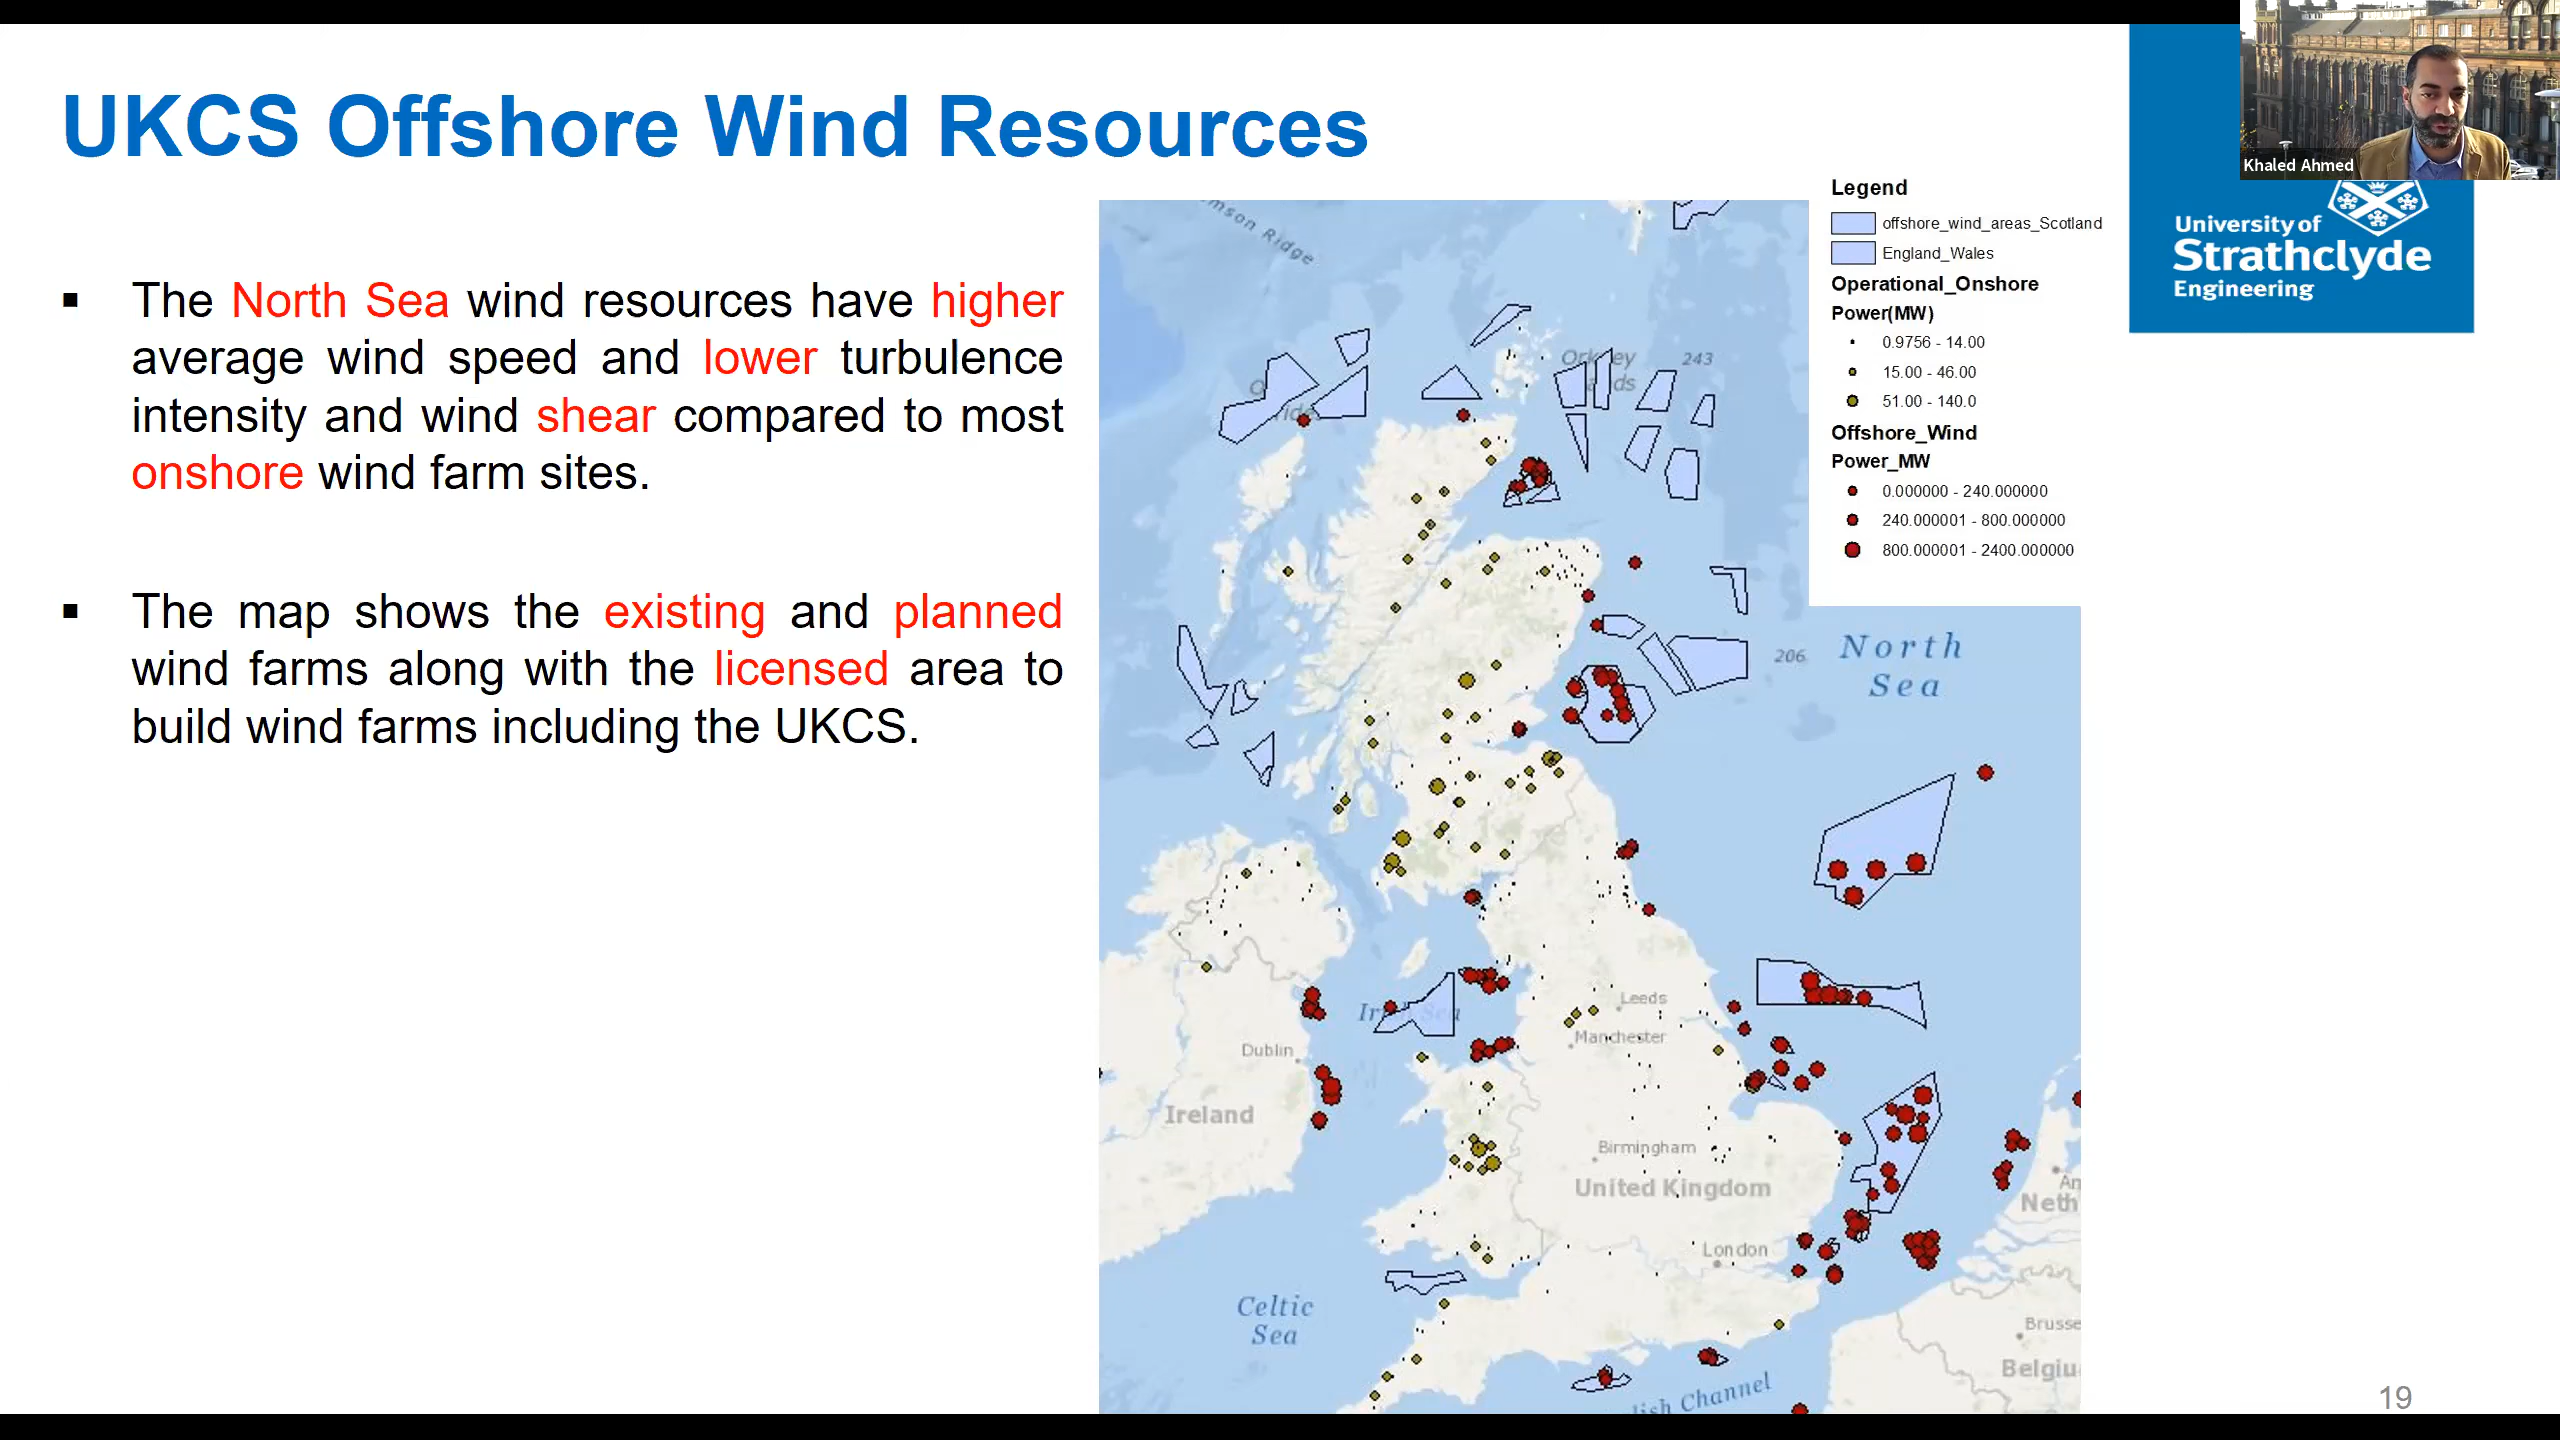 UKCS Offshore Wind Resources
Khaled Ahmed
University of
Strathclyde
Engineering
▪ The North Sea wind resources have higher
average wind speed and lower turbulence
intensity and wind shear compared to most
onshore wind farm sites.
▪ The map shows the existing and planned
wind farms along with the licensed area to
build wind farms including the UKCS.
Legend
offshore_wind_areas_Scotland
England_Wales
Operational_Onshore
Power(MW)
0.9756 - 14.00
15.00 - 46.00
51.00 - 140.0
Offshore_Wind
Power_MW
0.000000 - 240.000000
240.000001 - 800.000000
800.000001 - 2400.000000
Ridge
243
206
North
Sea
Leeds
Manchester
Dublin
Ireland
Birmingham
United Kingdom
London
Neth
Celtic
Sea
Brusse
Belgiu
lish Channel
19